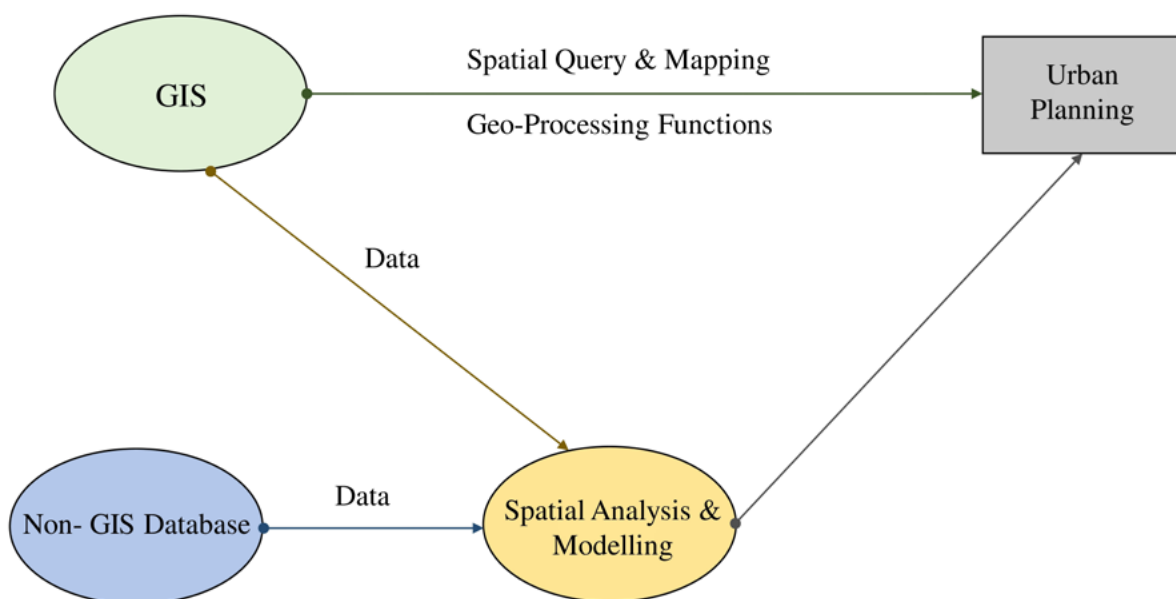 GIS
Spatial Query & Mapping
Geo-Processing Functions
Urban
Planning
Data
Non- GIS Database
Data
Spatial Analysis &
Modelling